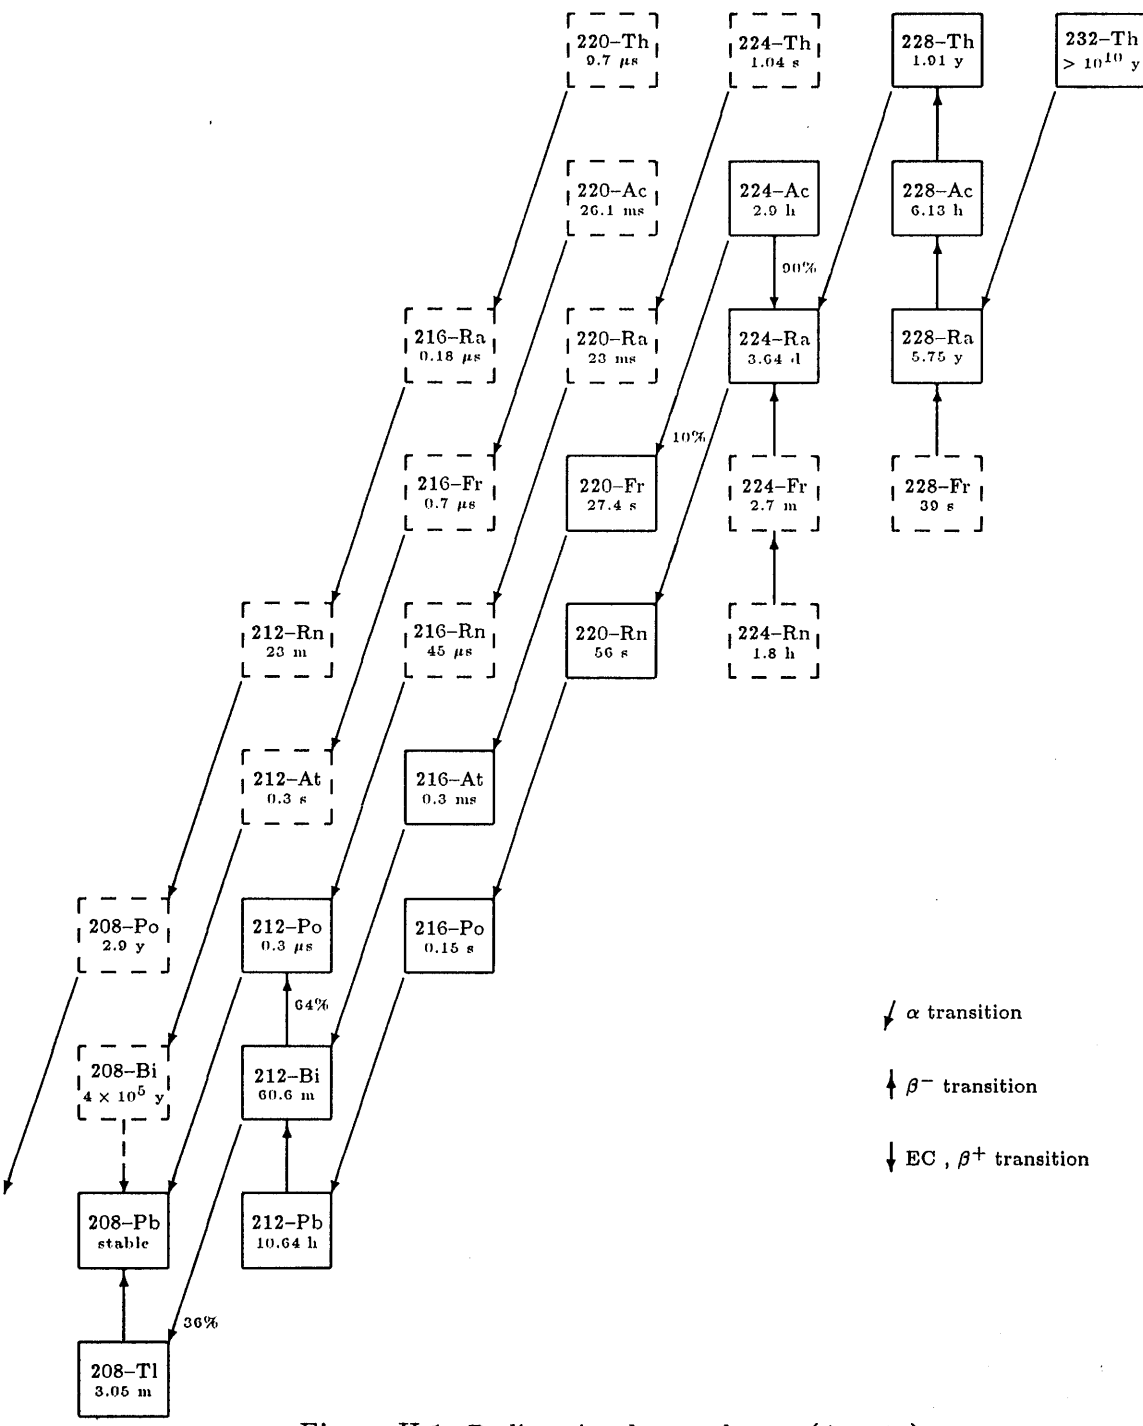 220–Th
9.7 μs
224–Th
1.04 s
228–Th
1.91 y
232–Th
> 10¹⁰ y
220–Ac
26.1 ms
224–Ac
2.9 h
228–Ac
6.13 h
90%
216–Ra
0.18 μs
220–Ra
23 ms
224–Ra
3.64 d
228–Ra
5.75 y
10%
216–Fr
0.7 μs
220–Fr
27.4 s
224–Fr
2.7 m
228–Fr
39 s
212–Rn
23 m
216–Rn
45 μs
220–Rn
56 s
224–Rn
1.8 h
212–At
0.3 s
216–At
0.3 ms
208–Po
2.9 y
212–Po
0.3 μs
216–Po
0.15 s
64%
α transition
208–Bi
4 × 10⁵ y
212–Bi
60.6 m
β⁻ transition
EC , β⁺ transition
208–Pb
stable
212–Pb
10.64 h
36%
208–Tl
3.05 m